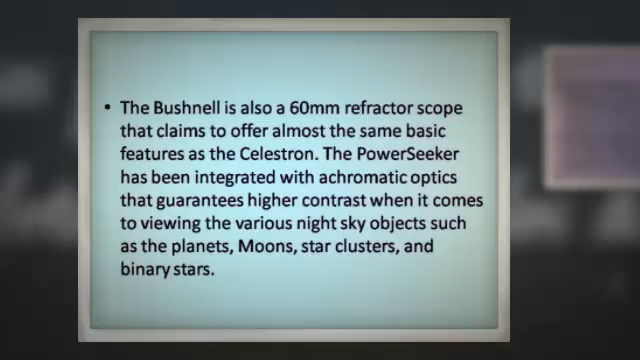 • The Bushnell is also a 60mm refractor scope
that claims to offer almost the same basic
features as the Celestron. The PowerSeeker
has been integrated with achromatic optics
that guarantees higher contrast when it comes
to viewing the various night sky objects such
as the planets, Moons, star clusters, and
binary stars.